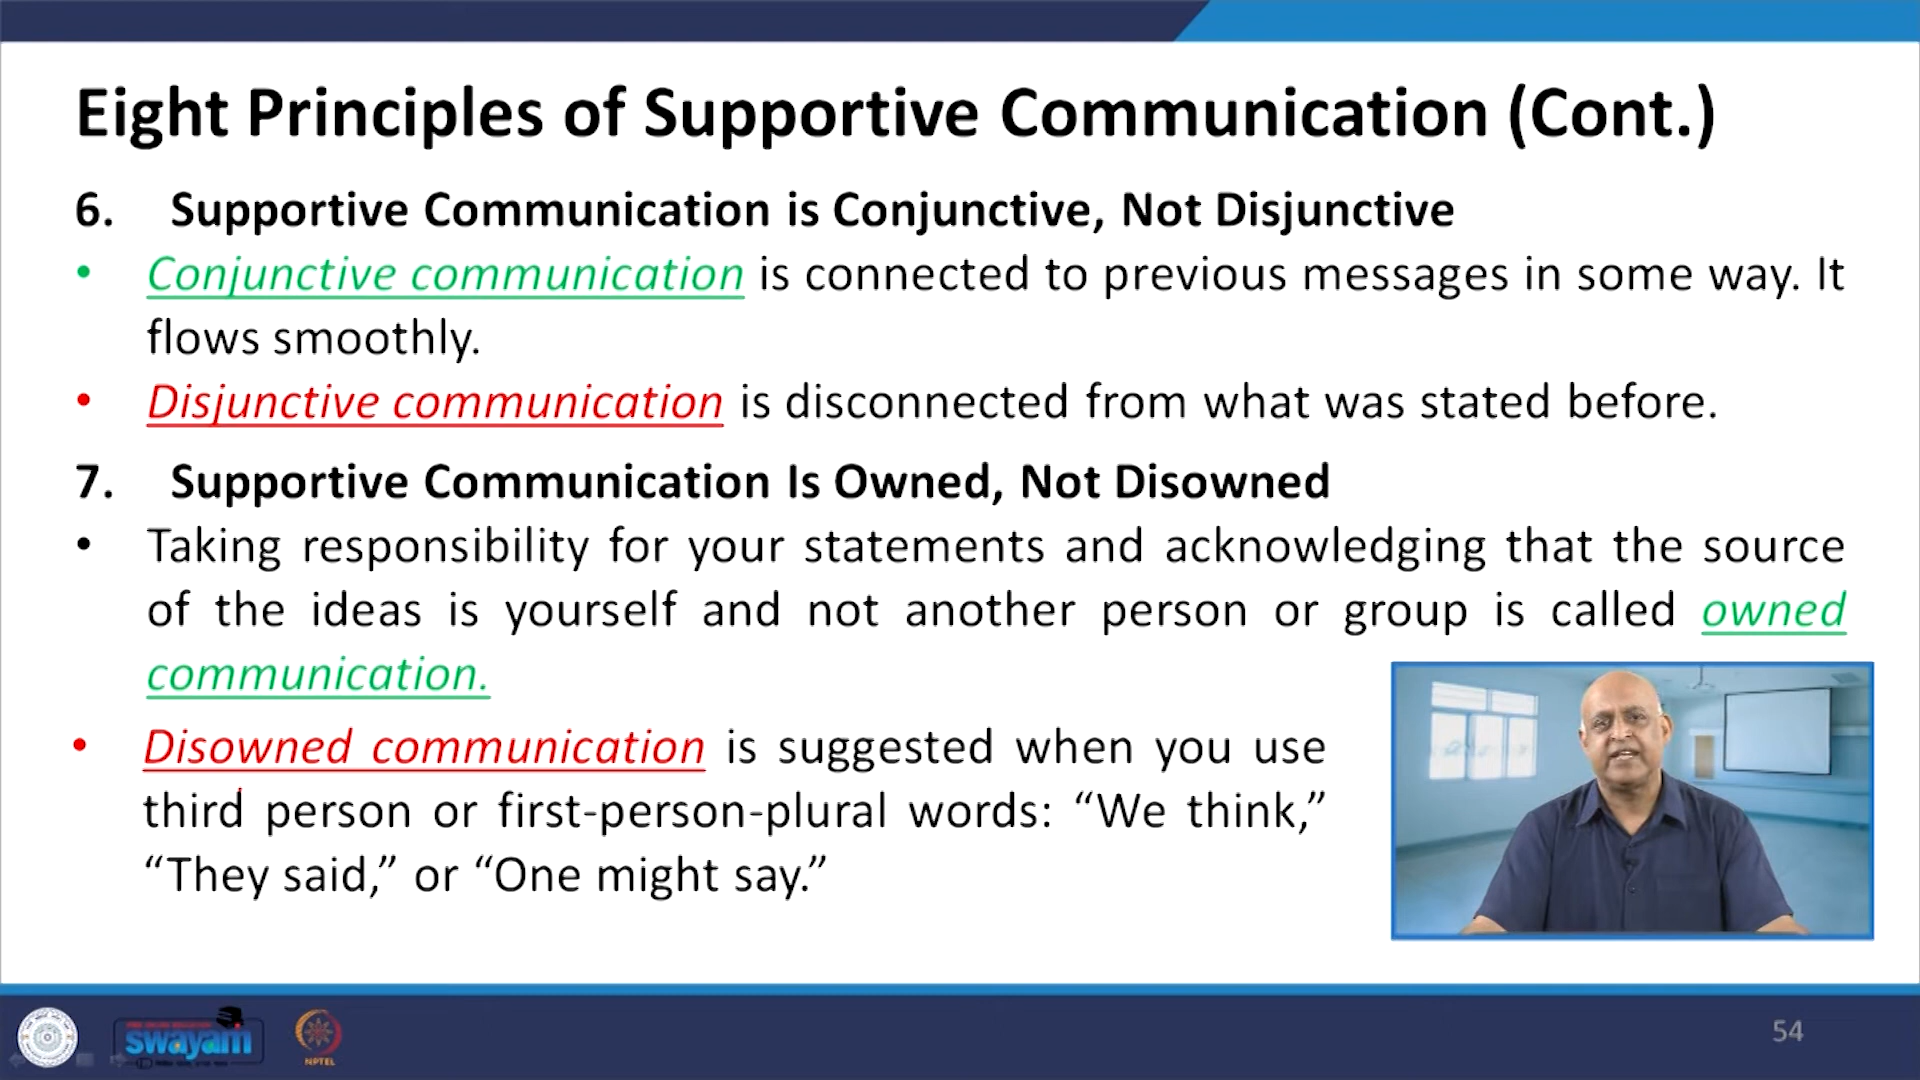 Eight Principles of Supportive Communication (Cont.)
6. Supportive Communication is Conjunctive, Not Disjunctive
• Conjunctive communication is connected to previous messages in some way. It
flows smoothly.
• Disjunctive communication is disconnected from what was stated before.
7. Supportive Communication Is Owned, Not Disowned
• Taking responsibility for your statements and acknowledging that the source
of the ideas is yourself and not another person or group is called owned
communication.
• Disowned communication is suggested when you use
third person or first-person-plural words: “We think,”
“They said,” or “One might say.”
swayam
NPTEL
54